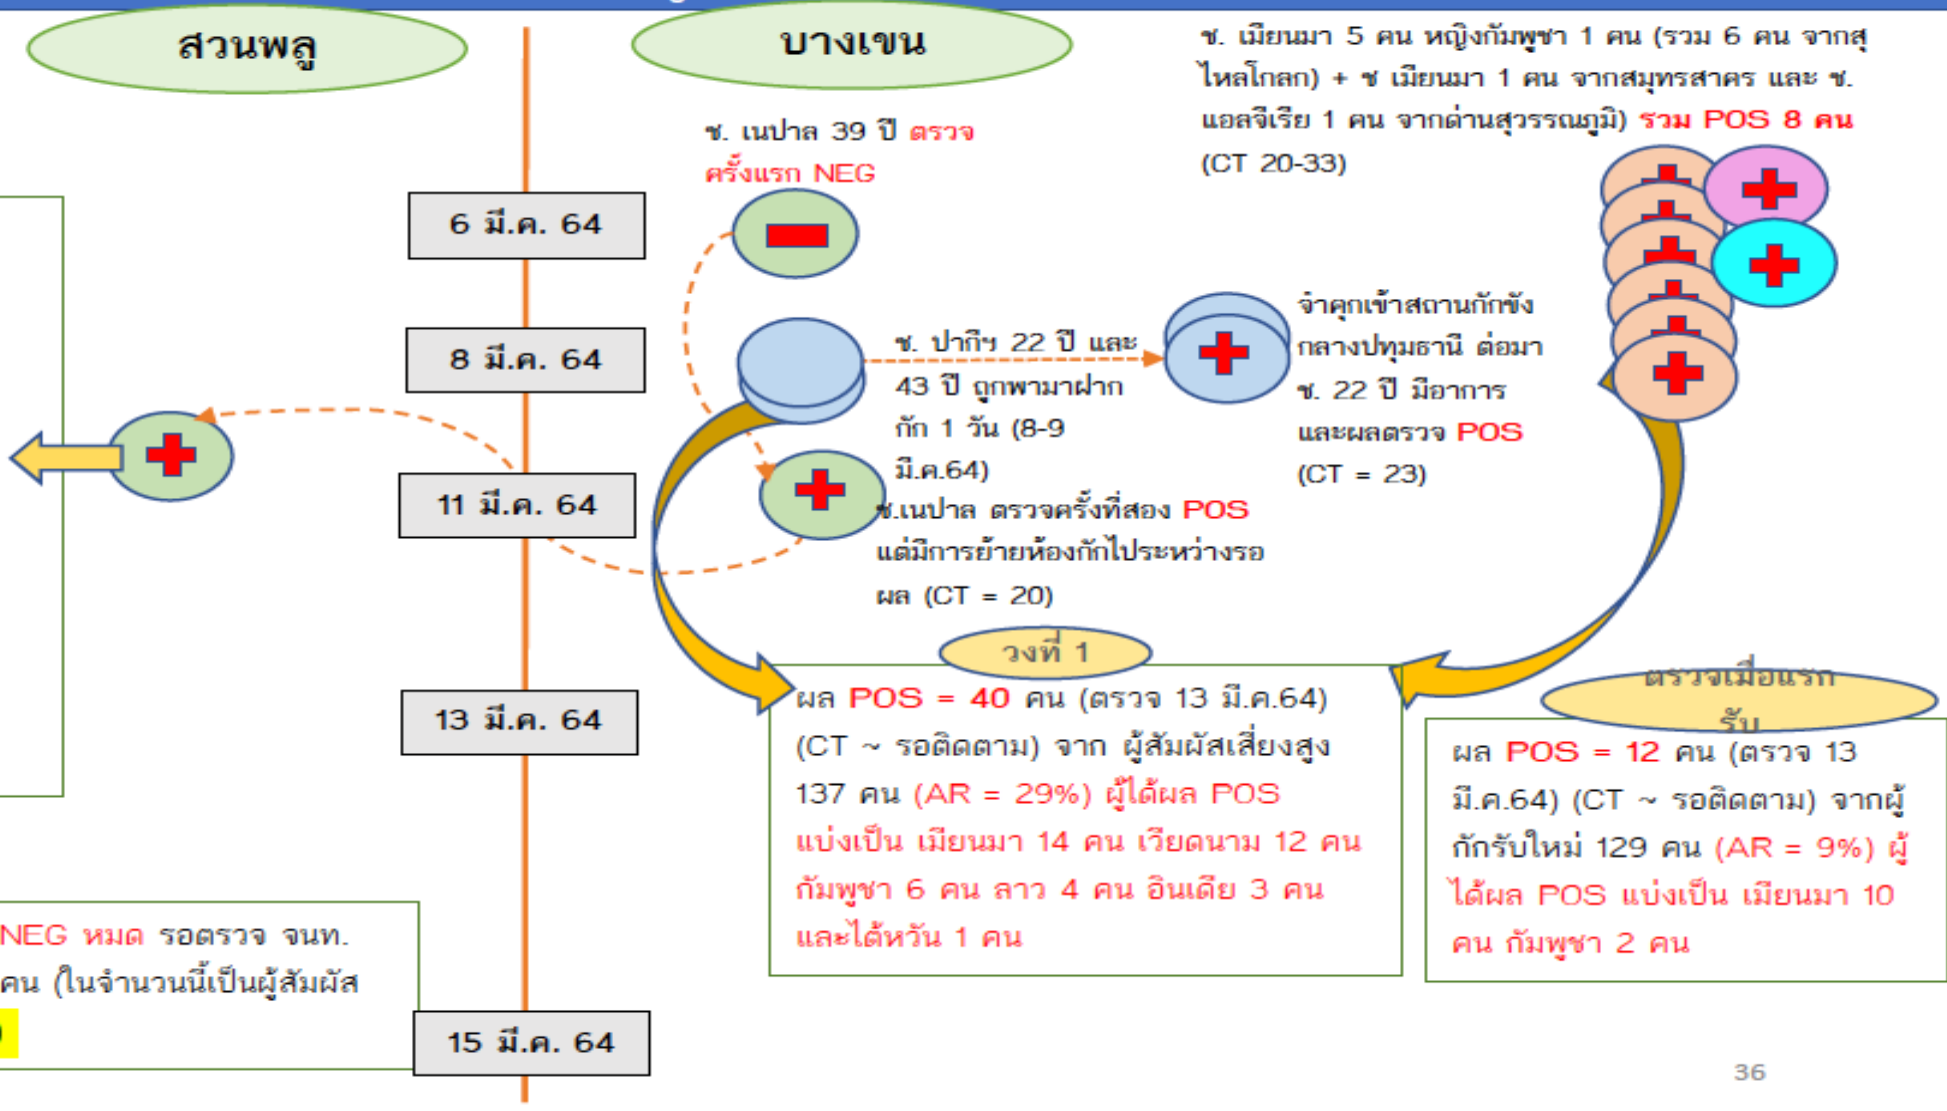 สวนพลู
บางเขน
ช. เมียนมา 5 คน หญิงกัมพูชา 1 คน (รวม 6 คน จากสุ
ไหลโกลก) + ช เมียนมา 1 คน จากสมุทรสาคร และ ช.
แอลจีเรีย 1 คน จากด่านสุวรรณภูมิ) รวม POS 8 คน
(CT 20-33)
ช. เนปาล 39 ปี ตรวจ
ครั้งแรก NEG
6 มี.ค. 64
8 มี.ค. 64
ช. ปากีฯ 22 ปี และ
43 ปี ถูกพามาฝาก
กัก 1 วัน (8-9
มี.ค.64)
จำคุกเข้าสถานกักขัง
กลางปทุมธานี ต่อมา
ช. 22 ปี มีอาการ
และผลตรวจ POS
(CT = 23)
11 มี.ค. 64
ช.เนปาล ตรวจครั้งที่สอง POS
แต่มีการย้ายห้องกักไประหว่างรอ
ผล (CT = 20)
13 มี.ค. 64
วงที่ 1
ผล POS = 40 คน (ตรวจ 13 มี.ค.64)
(CT ~ รอติดตาม) จาก ผู้สัมผัสเสี่ยงสูง
137 คน (AR = 29%) ผู้ได้ผล POS
แบ่งเป็น เมียนมา 14 คน เวียดนาม 12 คน
กัมพูชา 6 คน ลาว 4 คน อินเดีย 3 คน
และไต้หวัน 1 คน
ตรวจเมื่อแรก
รับ
ผล POS = 12 คน (ตรวจ 13
มี.ค.64) (CT ~ รอติดตาม) จากผู้
กักรับใหม่ 129 คน (AR = 9%) ผู้
ได้ผล POS แบ่งเป็น เมียนมา 10
คน กัมพูชา 2 คน
NEG หมด รอตรวจ จนท.
คน (ในจำนวนนี้เป็นผู้สัมผัส
15 มี.ค. 64
36